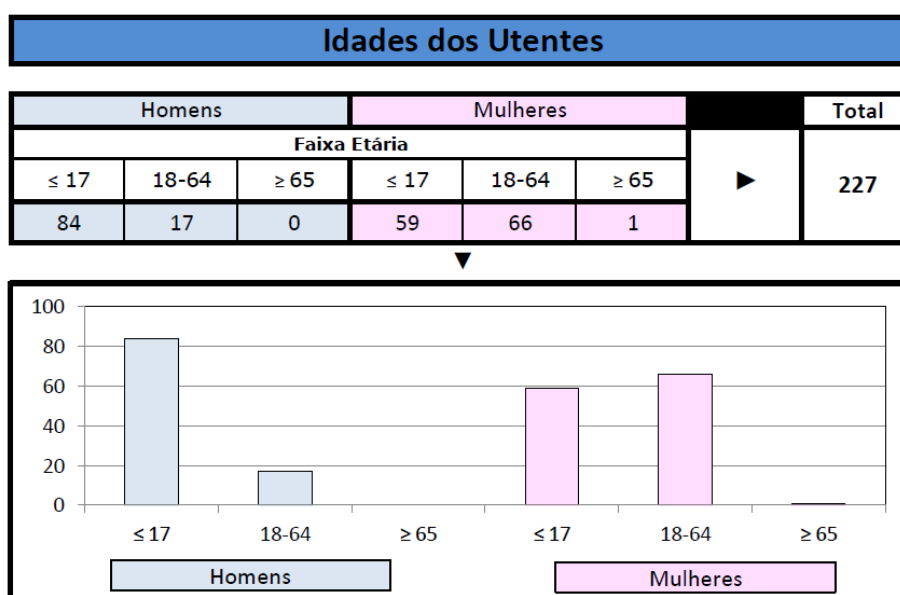 Idades dos Utentes
Homens Mulheres Total
Faixa Etária
≤ 17 18-64 ≥ 65 ≤ 17 18-64 ≥ 65 ► 227
84 17 0 59 66 1
▼
100
80
60
40
20
0
≤ 17 18-64 ≥ 65 ≤ 17 18-64 ≥ 65
Homens Mulheres